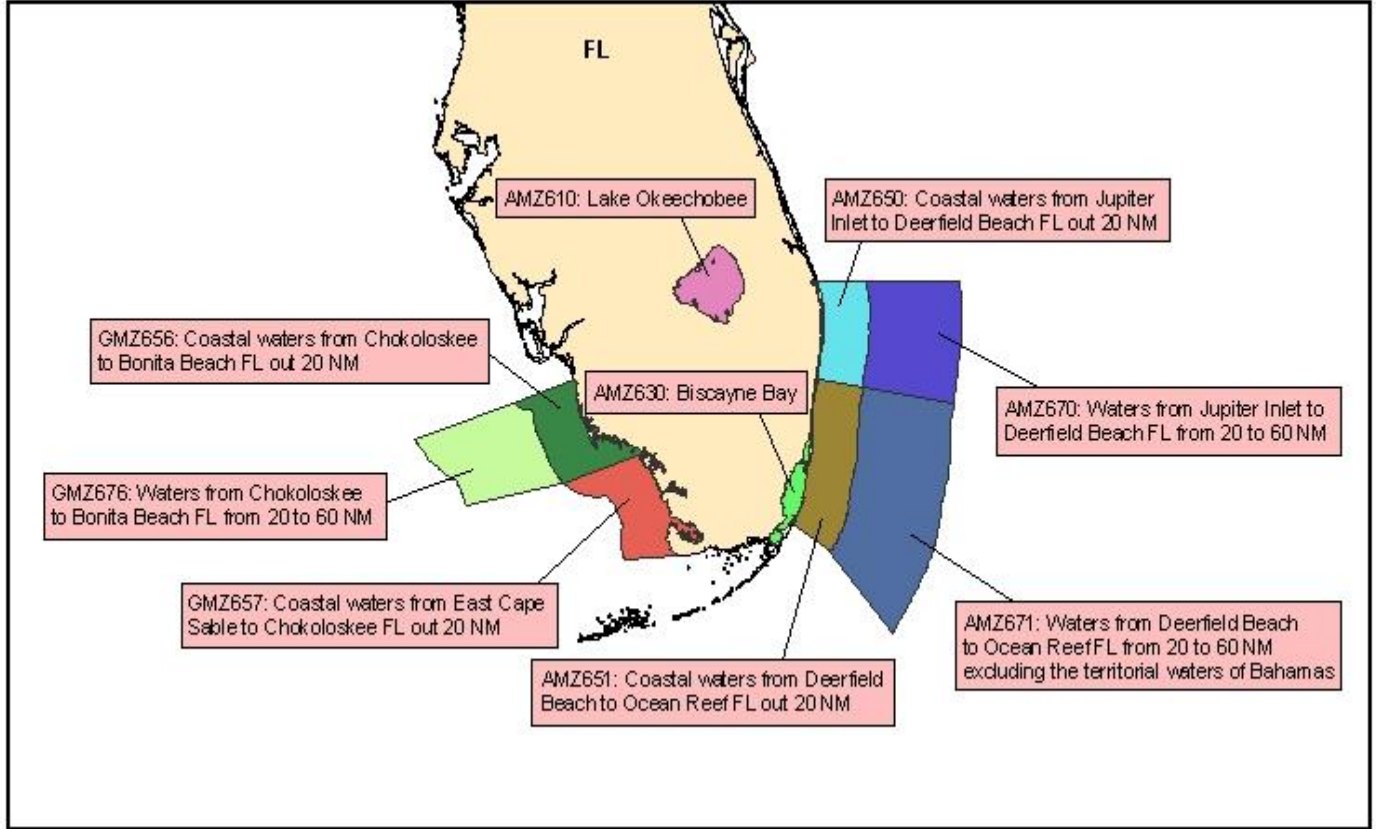 FL
AMZ610: Lake Okeechobee
AMZ650: Coastal waters from Jupiter
Inlet to Deerfield Beach FL out 20 NM
GMZ656: Coastal waters from Chokoloskee
to Bonita Beach FL out 20 NM
AMZ630: Biscayne Bay
AMZ670: Waters from Jupiter Inlet to
Deerfield Beach FL from 20 to 60 NM
GMZ676: Waters from Chokoloskee
to Bonita Beach FL from 20 to 60 NM
GMZ657: Coastal waters from East Cape
Sable to Chokoloskee FL out 20 NM
AMZ671: Waters from Deerfield Beach
to Ocean Reef FL from 20 to 60 NM
excluding the territorial waters of Bahamas
AMZ651: Coastal waters from Deerfield
Beach to Ocean Reef FL out 20 NM